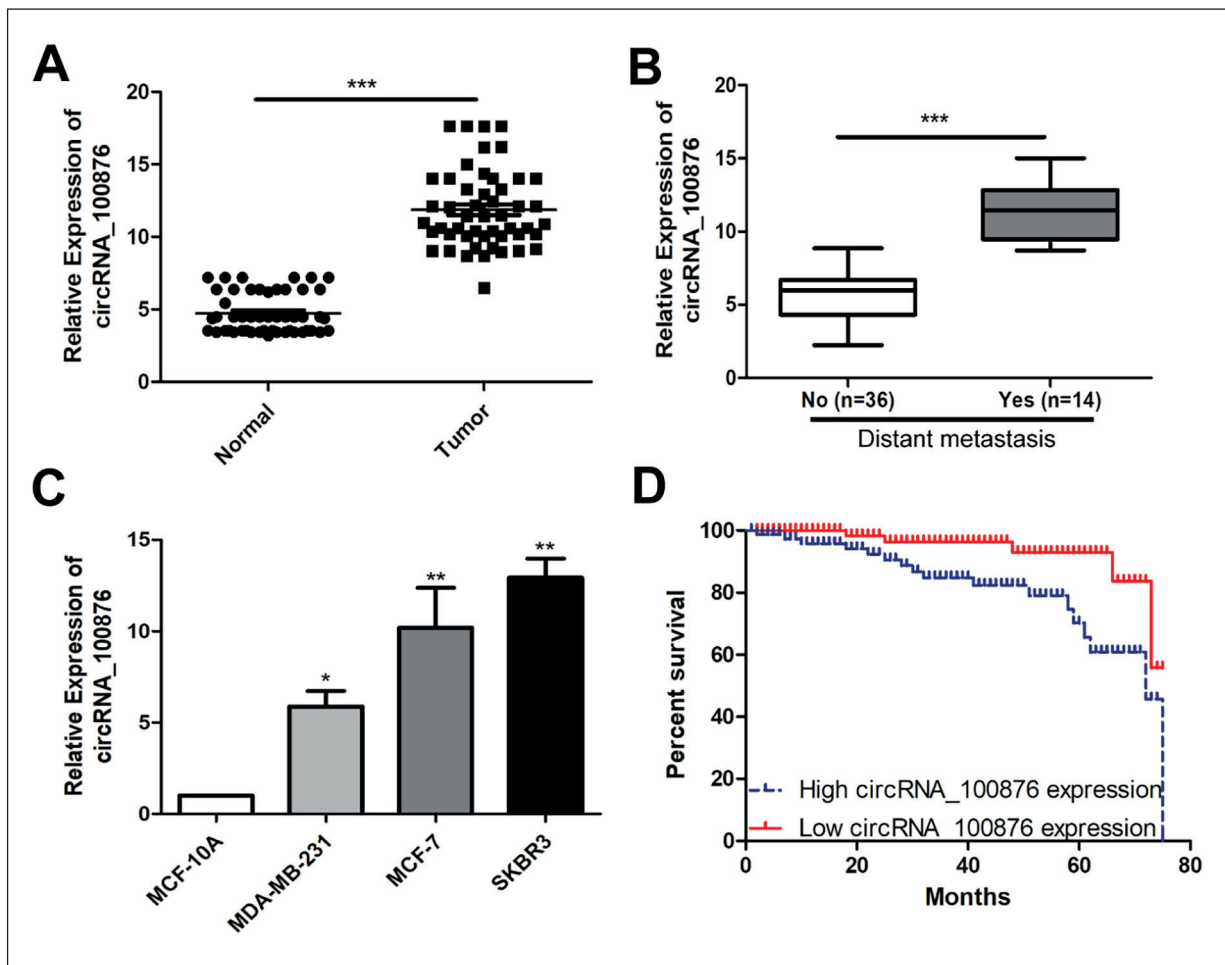 A
Relative Expression of
circRNA_100876
20
15
10
5
0
***
Normal
Tumor
B
Relative Expression of
circRNA_100876
20
15
10
5
0
***
No (n=36)
Yes (n=14)
Distant metastasis
C
Relative Expression of
circRNA_100876
15
10
5
0
*
**
**
MCF-10A
MDA-MB-231
MCF-7
SKBR3
D
Percent survival
100
80
60
40
20
0
High circRNA_100876 expression
Low circRNA_100876 expression
0
20
40
60
80
Months